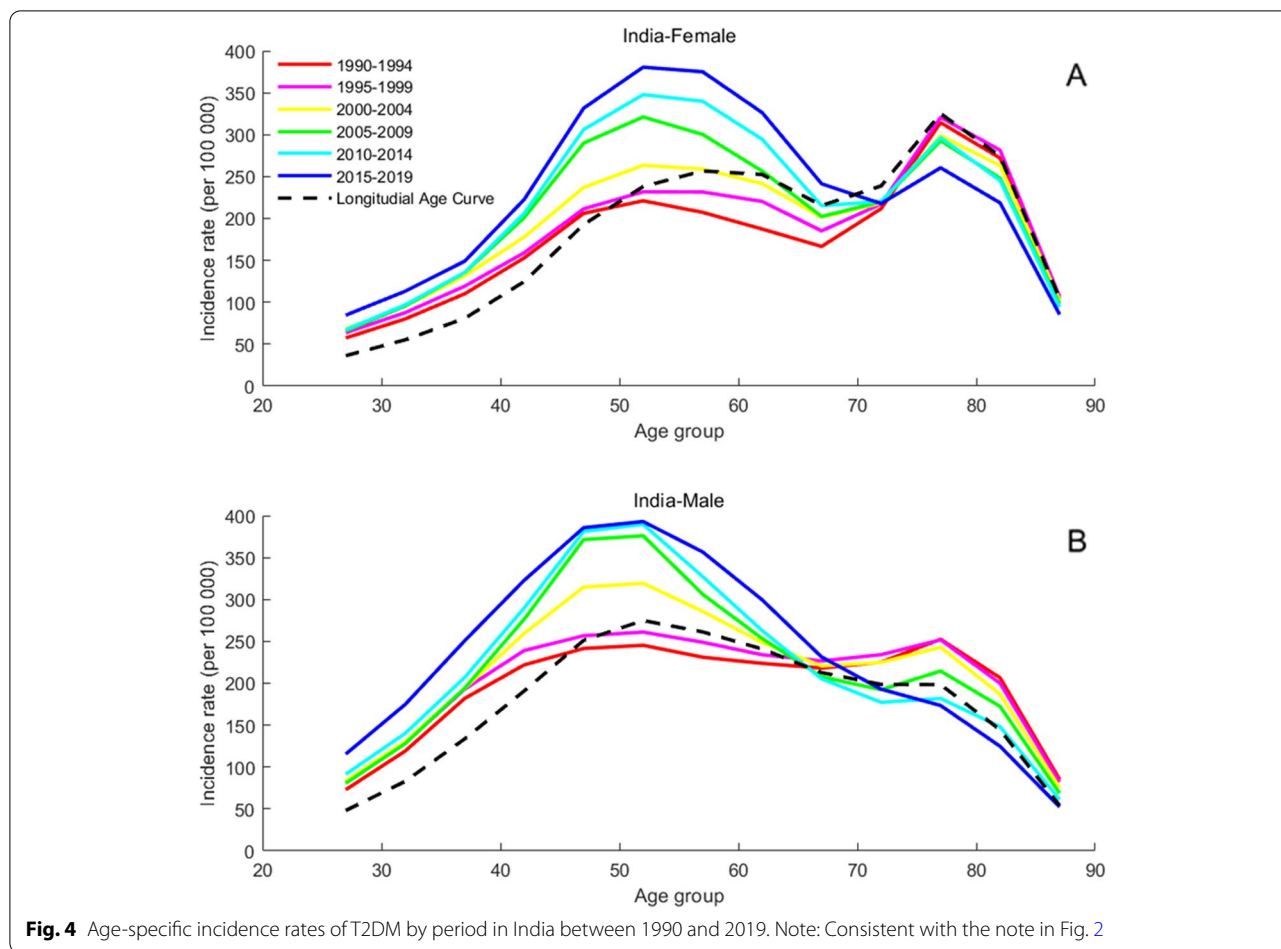 India-Female
A
400
350
300
250
200
150
100
50
0
Incidence rate (per 100 000)
1990-1994
1995-1999
2000-2004
2005-2009
2010-2014
2015-2019
Longitudial Age Curve
20 30 40 50 60 70 80 90
Age group
India-Male
B
400
350
300
250
200
150
100
50
0
Incidence rate (per 100 000)
20 30 40 50 60 70 80 90
Age group
Fig. 4 Age-specific incidence rates of T2DM by period in India between 1990 and 2019. Note: Consistent with the note in Fig. 2